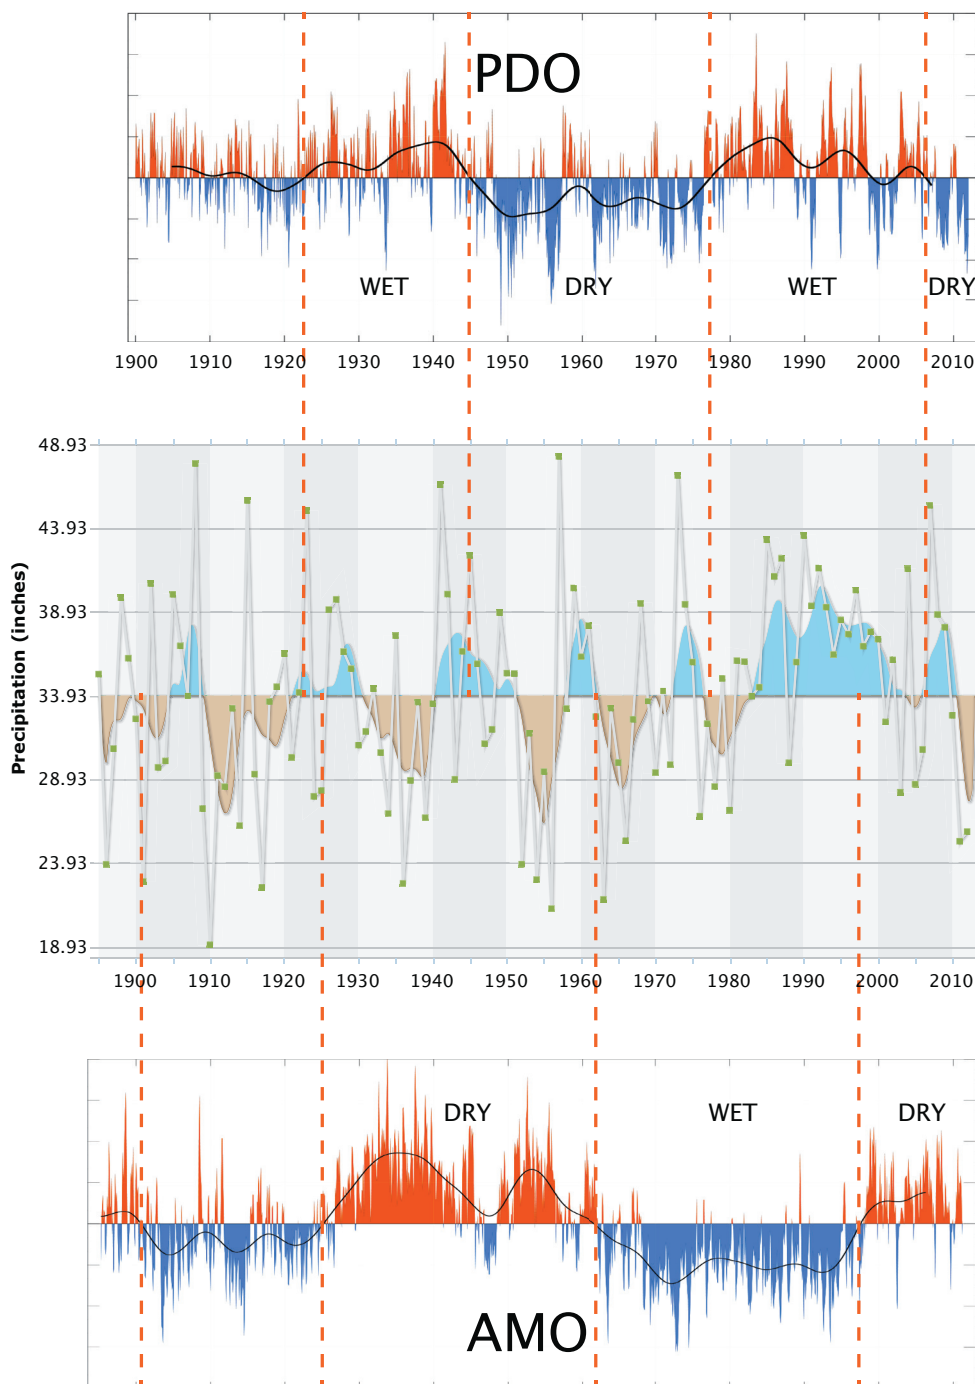 PDO
WET DRY WET DRY
1900 1910 1920 1930 1940 1950 1960 1970 1980 1990 2000 2010
Precipitation (inches)
48.93
43.93
38.93
33.93
28.93
23.93
18.93
1900 1910 1920 1930 1940 1950 1960 1970 1980 1990 2000 2010
DRY WET DRY
AMO